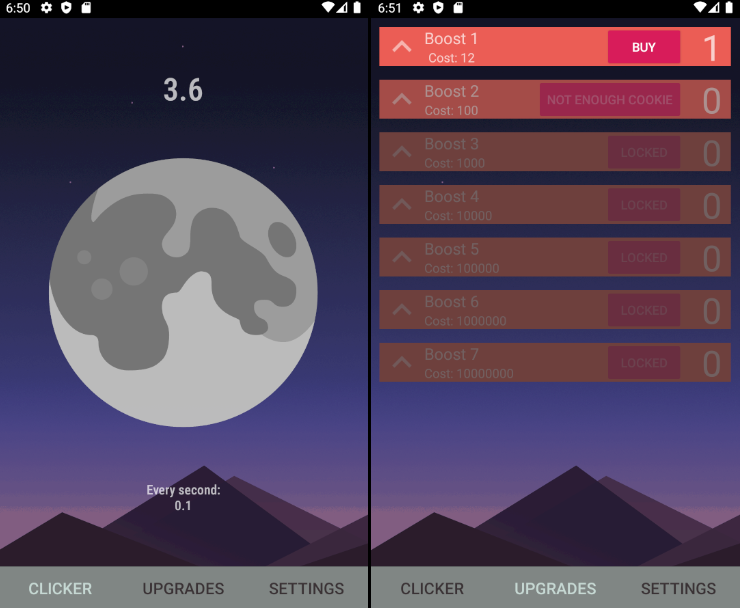 6:50
3.6
Every second:
0.1
CLICKER UPGRADES SETTINGS
6:51
Boost 1
Cost: 12
BUY
1
Boost 2
Cost: 100
NOT ENOUGH COOKIE
0
Boost 3
Cost: 1000
LOCKED
0
Boost 4
Cost: 10000
LOCKED
0
Boost 5
Cost: 100000
LOCKED
0
Boost 6
Cost: 1000000
LOCKED
0
Boost 7
Cost: 10000000
LOCKED
0
CLICKER UPGRADES SETTINGS